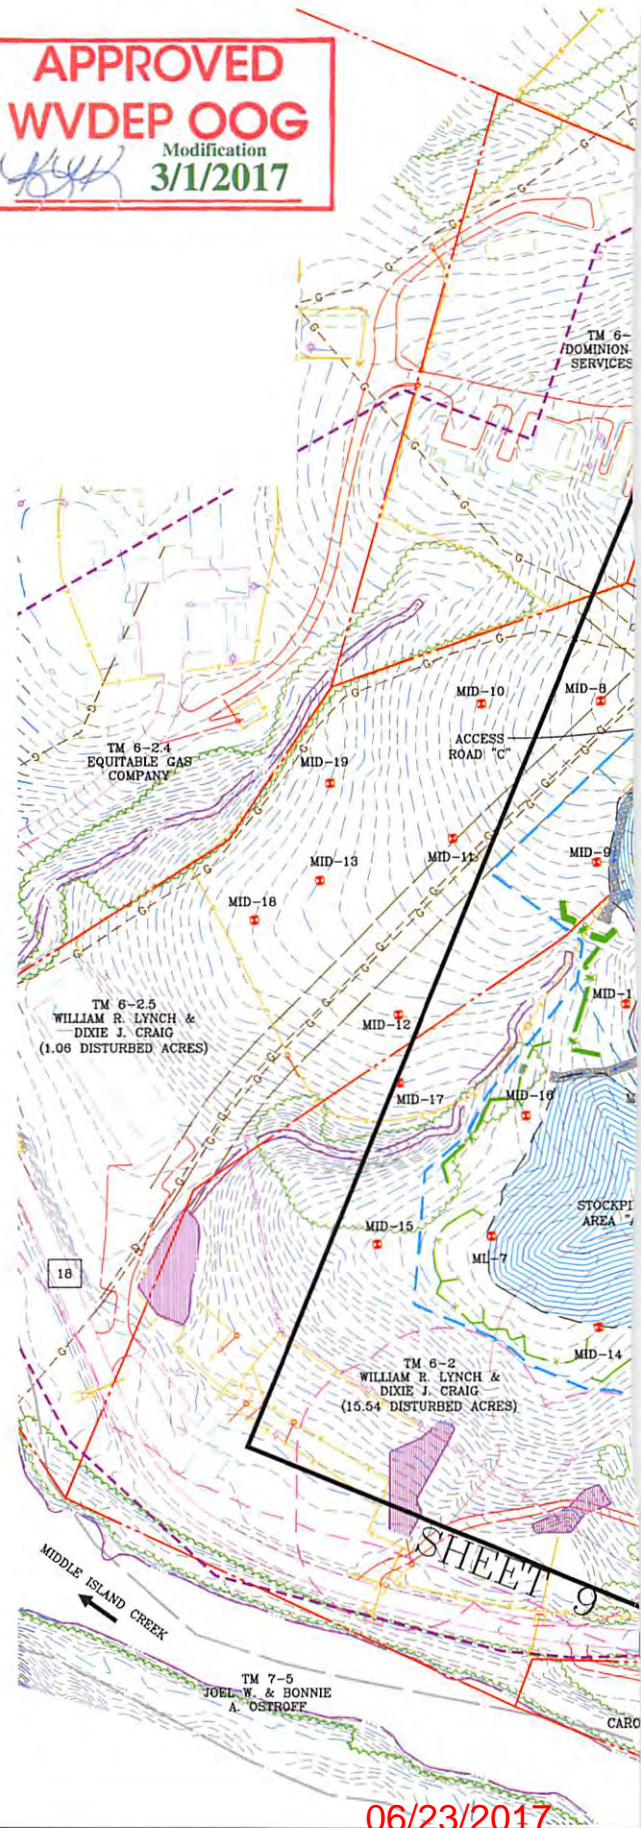 APPROVED
WVDEP OOG
Modification
3/1/2017
TM 6-
DOMINION
SERVICES
MID-10
MID-8
ACCESS
ROAD "C"
TM 6-2.4
EQUITABLE GAS
COMPANY
MID-19
MID-11
MID-9
MID-13
MID-18
TM 6-2.5
WILLIAM R. LYNCH &
DIXIE J. CRAIG
(1.06 DISTURBED ACRES)
MID-1
MID-12
MID-17
MID-16
STOCKPI
AREA "
MID-15
ML-7
18
MID-14
TM 6-2
WILLIAM R. LYNCH &
DIXIE J. CRAIG
(15.54 DISTURBED ACRES)
SHEET 9
MIDDLE ISLAND CREEK
TM 7-5
JOEL W. & BONNIE
A. OSTROFF
CARO
06/23/2017